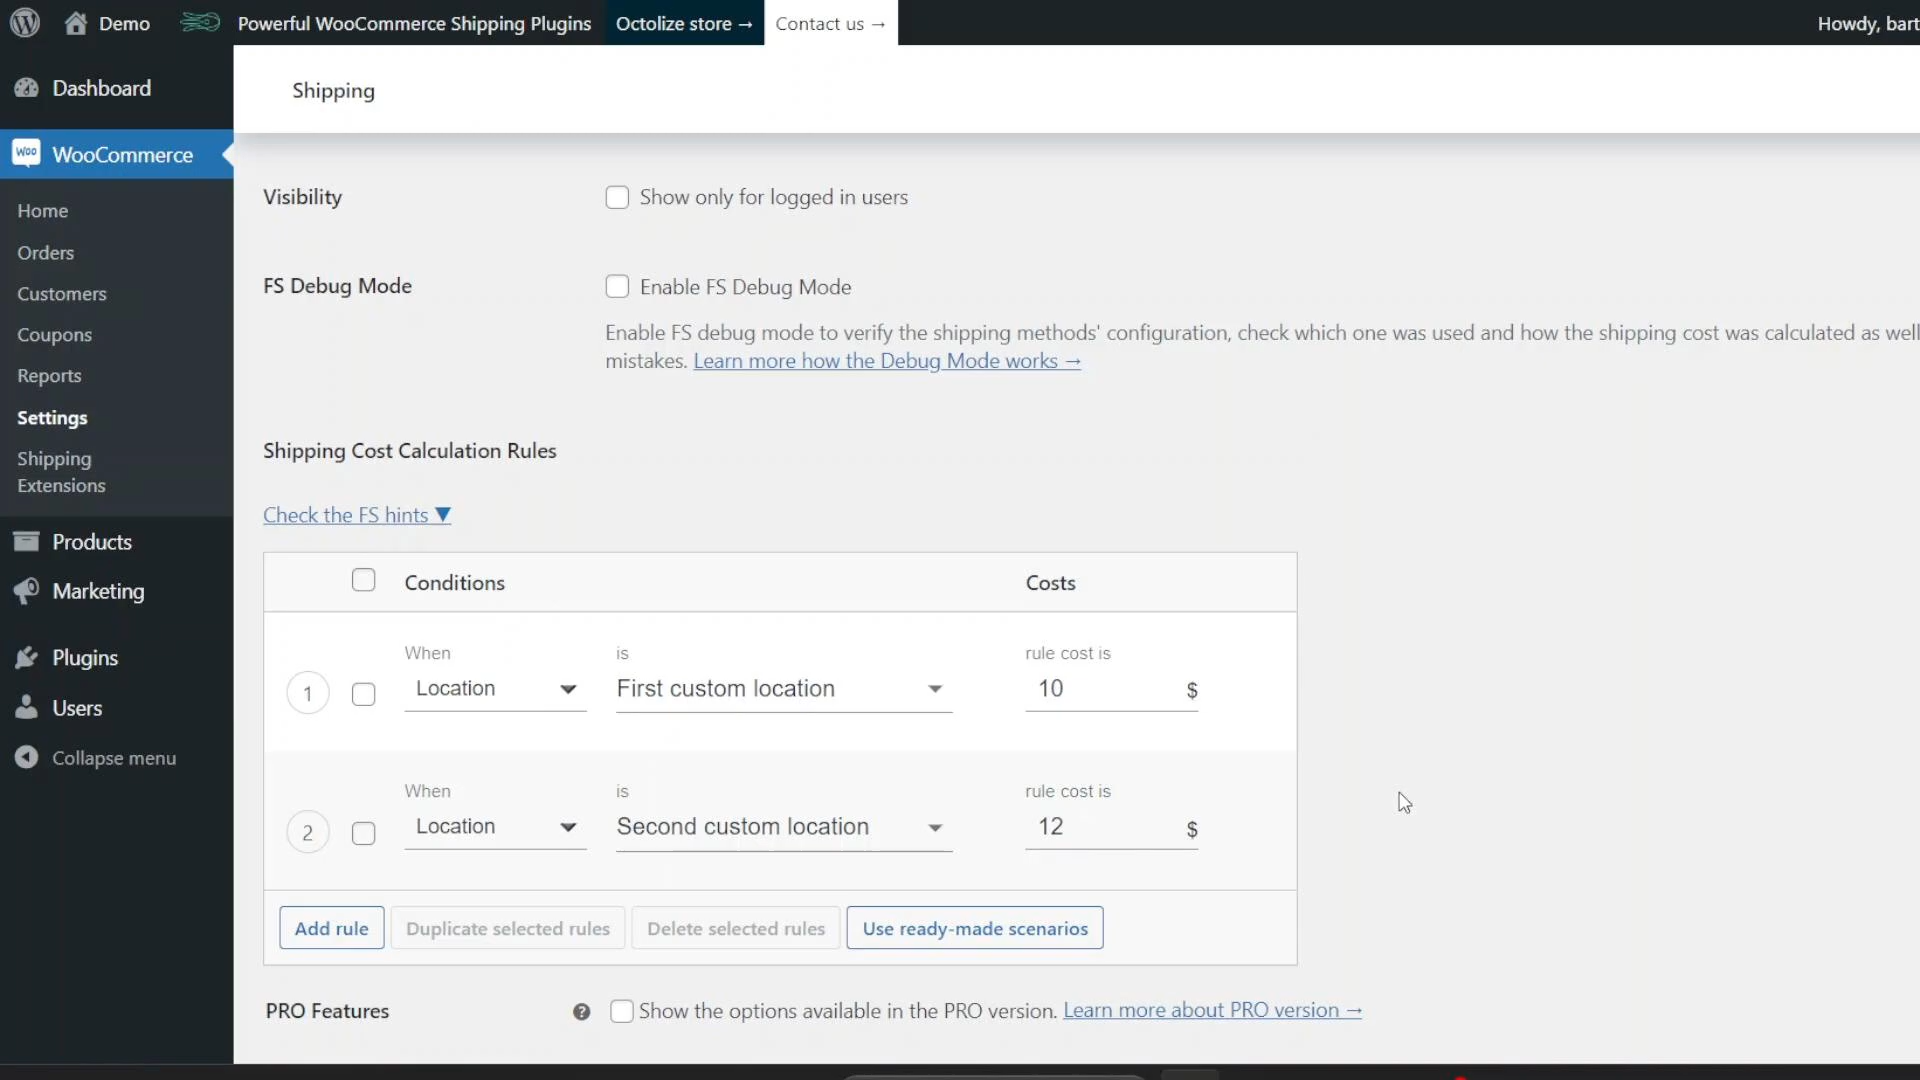 Demo
Powerful WooCommerce Shipping Plugins
Octolize store →
Contact us →
Howdy, bart
Dashboard
Woo
WooCommerce
Home
Orders
Customers
Coupons
Reports
Settings
Shipping
Extensions
Products
Marketing
Plugins
Users
Collapse menu
Shipping
Visibility
Show only for logged in users
FS Debug Mode
Enable FS Debug Mode
Enable FS debug mode to verify the shipping methods' configuration, check which one was used and how the shipping cost was calculated as well
mistakes. Learn more how the Debug Mode works →
Shipping Cost Calculation Rules
Check the FS hints ▼
Conditions Costs
When is rule cost is
1 Location First custom location 10 $
When is rule cost is
2 Location Second custom location 12 $
Add rule Duplicate selected rules Delete selected rules Use ready-made scenarios
PRO Features ? Show the options available in the PRO version. Learn more about PRO version →